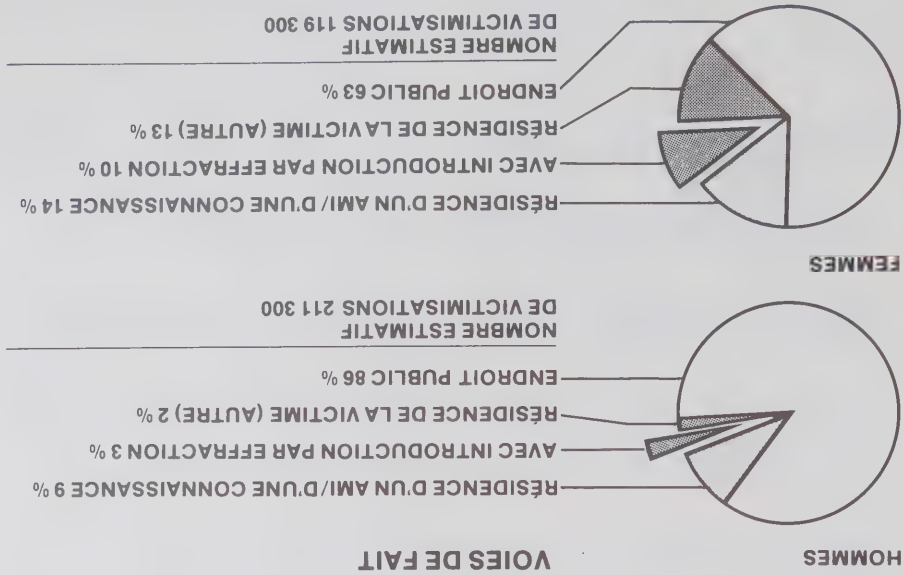 HOMMES
VOIES DE FAIT
RÉSIDENCE D'UN AMI/D'UNE CONNAISSANCE 9 %
AVEC INTRODUCTION PAR EFFRACTION 3 %
RÉSIDENCE DE LA VICTIME (AUTRE) 2 %
ENDROIT PUBLIC 86 %
NOMBRE ESTIMATIF
DE VICTIMISATIONS 211 300
FEMMES
RÉSIDENCE D'UN AMI/D'UNE CONNAISSANCE 14 %
AVEC INTRODUCTION PAR EFFRACTION 10 %
RÉSIDENCE DE LA VICTIME (AUTRE) 13 %
ENDROIT PUBLIC 63 %
NOMBRE ESTIMATIF
DE VICTIMISATIONS 119 300